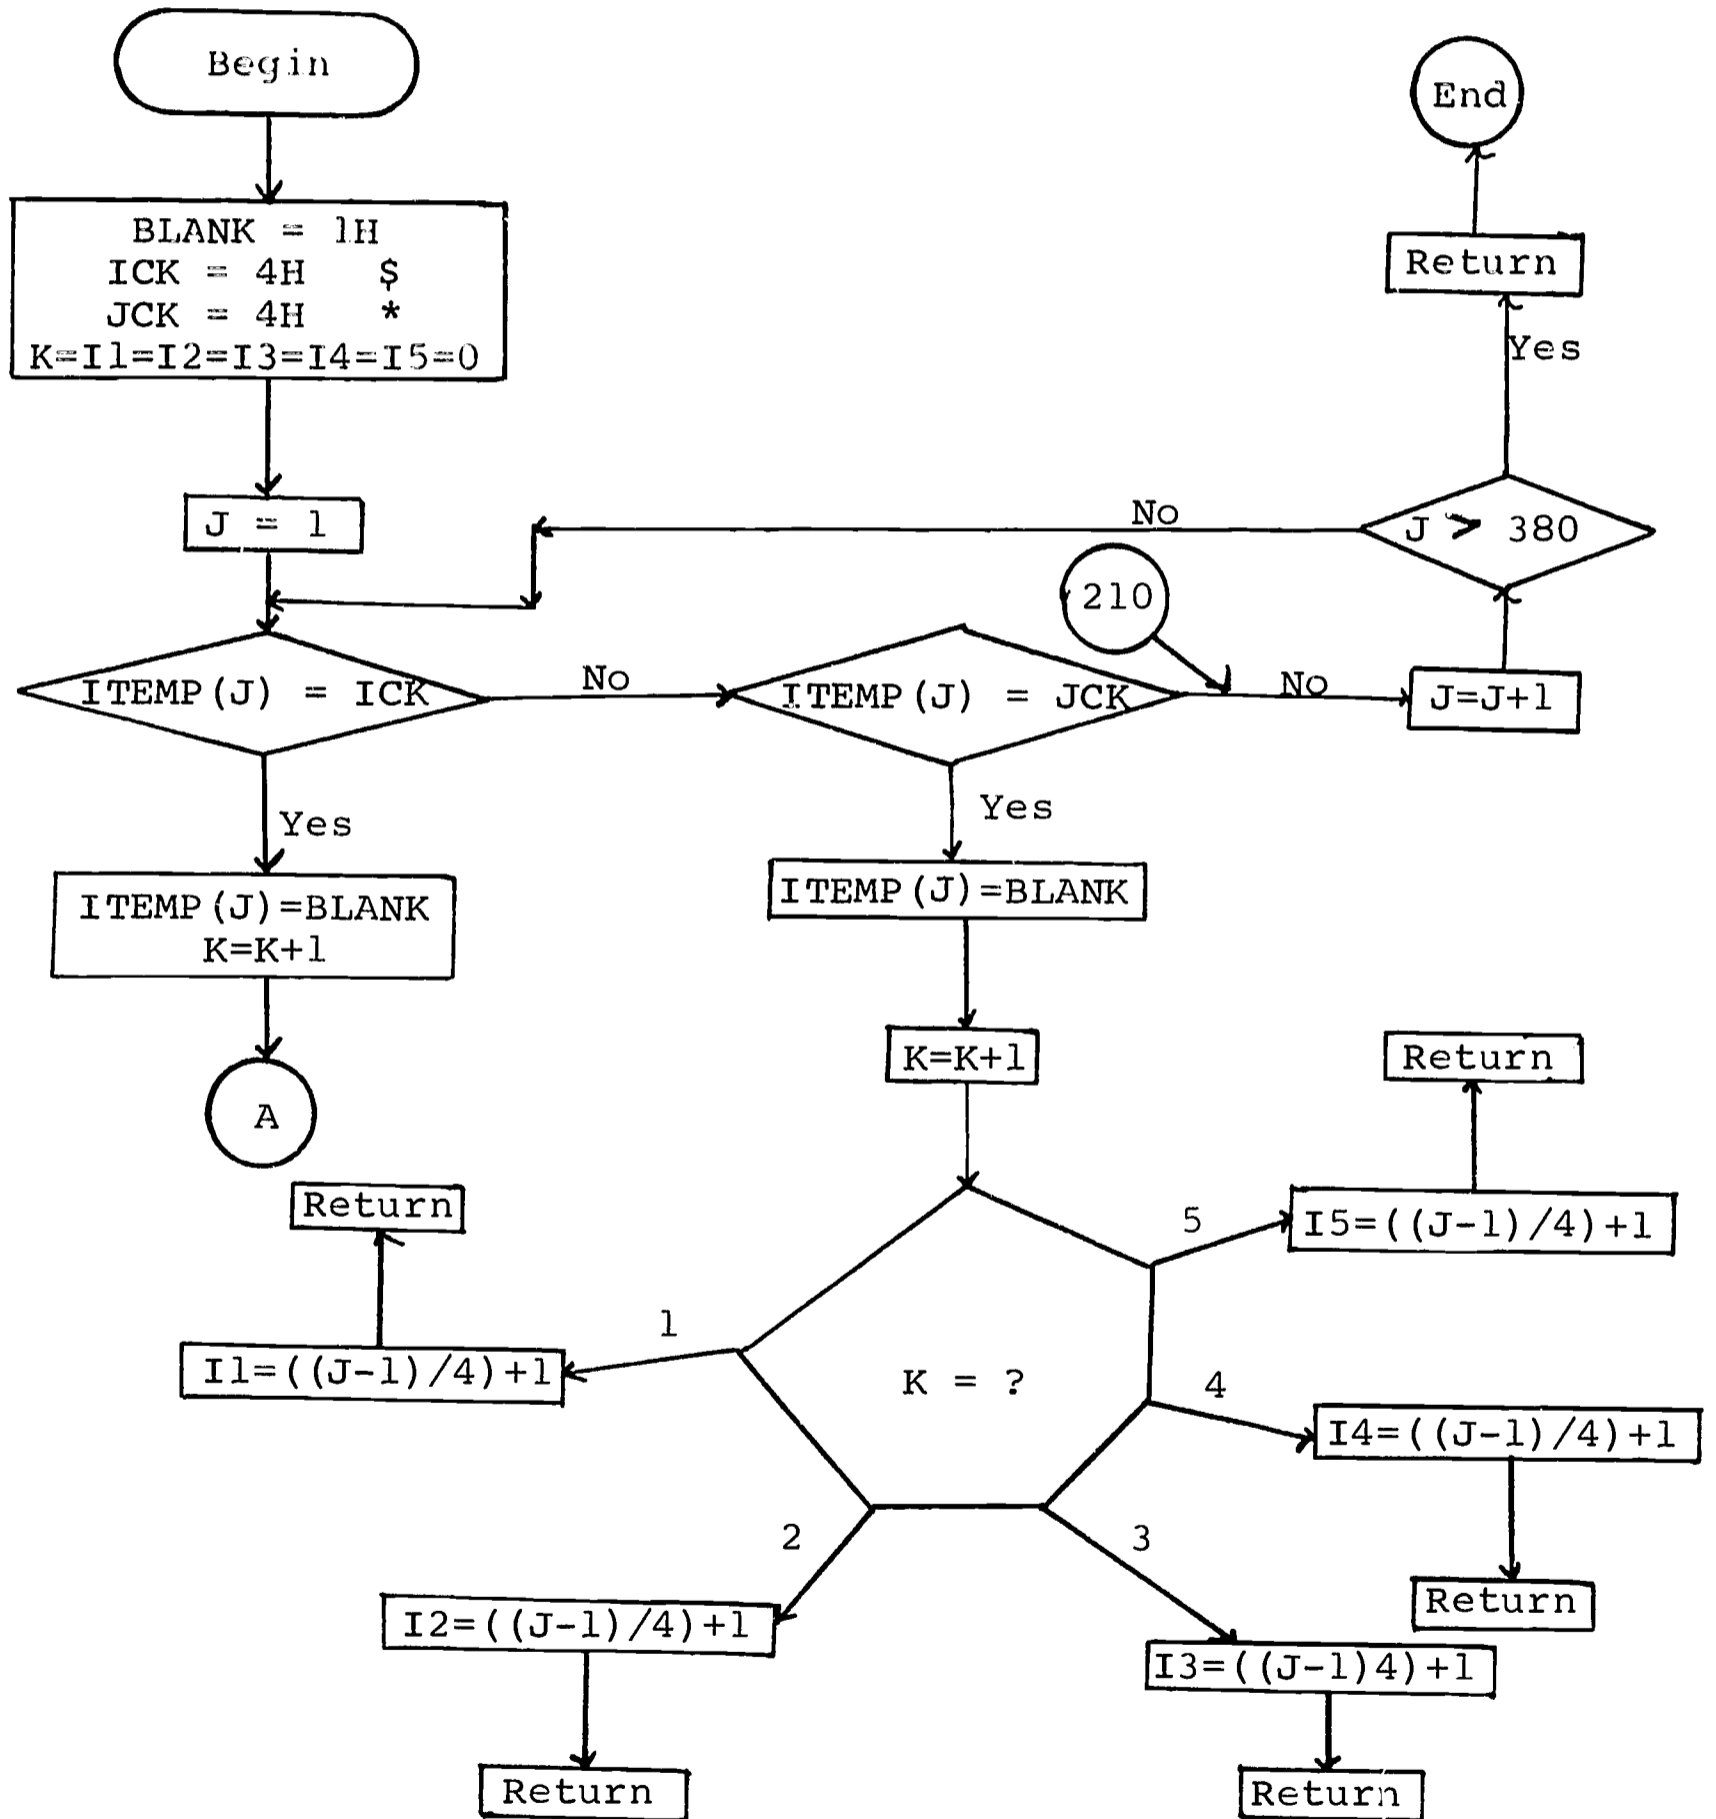 Begin
End
BLANK = 1H
ICK = 4H $
JCK = 4H *
K=I1=I2=I3=I4=I5=0
Return
Yes
J = 1
No
J > 380
210
ITEMP(J) = ICK
No
ITEMP(J) = JCK
No
J=J+1
Yes
Yes
ITEMP(J)=BLANK
K=K+1
ITEMP(J)=BLANK
K=K+1
Return
A
Return
5
I5=((J-1)/4)+1
1
I1=((J-1)/4)+1
K = ?
4
I4=((J-1)/4)+1
2
3
I2=((J-1)/4)+1
Return
I3=((J-1)4)+1
Return
Return